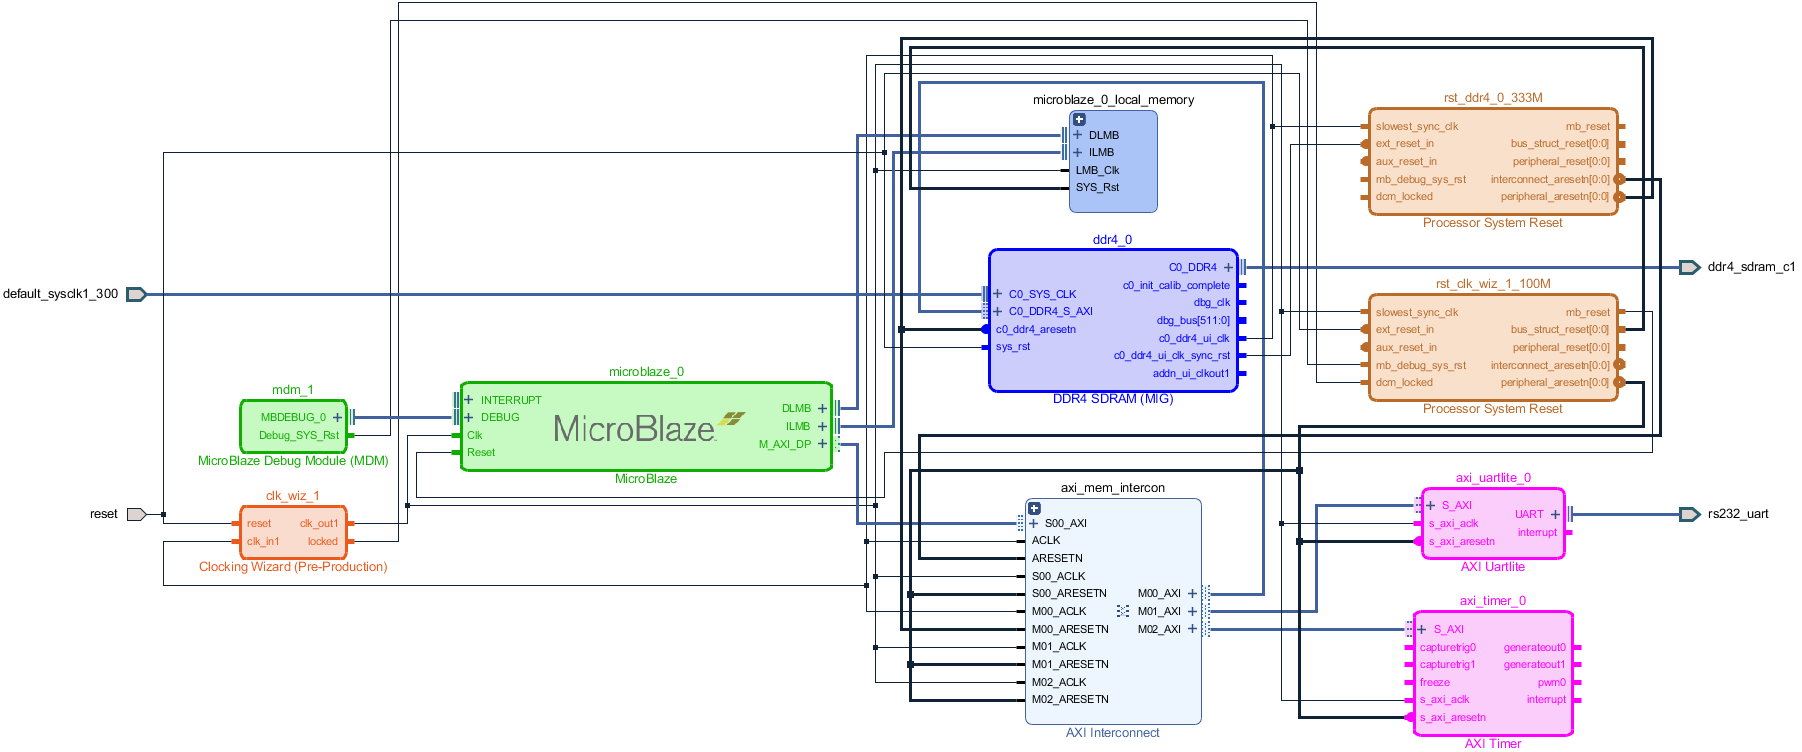 microblaze_0_local_memory
DLMB
ILMB
LMB_Clk
SYS_Rst
rst_ddr4_0_333M
slowest_sync_clk
ext_reset_in
aux_reset_in
mb_debug_sys_rst
dcm_locked
mb_reset
bus_struct_reset[0:0]
peripheral_reset[0:0]
interconnect_aresetn[0:0]
peripheral_aresetn[0:0]
Processor System Reset
ddr4_0
C0_SYS_CLK
C0_DDR4_S_AXI
c0_ddr4_aresetn
sys_rst
C0_DDR4
c0_init_calib_complete
dbg_clk
dbg_bus[511:0]
c0_ddr4_ui_clk
c0_ddr4_ui_clk_sync_rst
addn_ui_clkout1
DDR4 SDRAM (MIG)
ddr4_sdram_c1
default_sysclk1_300
rst_clk_wiz_1_100M
slowest_sync_clk
ext_reset_in
aux_reset_in
mb_debug_sys_rst
dcm_locked
mb_reset
bus_struct_reset[0:0]
peripheral_reset[0:0]
interconnect_aresetn[0:0]
peripheral_aresetn[0:0]
Processor System Reset
mdm_1
MBDEBUG_0
Debug_SYS_Rst
MicroBlaze Debug Module (MDM)
microblaze_0
INTERRUPT
DEBUG
Clk
Reset
MicroBlaze
DLMB
ILMB
M_AXI_DP
MicroBlaze
reset
clk_wiz_1
reset
clk_in1
clk_out1
locked
Clocking Wizard (Pre-Production)
axi_mem_intercon
S00_AXI
ACLK
ARESETN
S00_ACLK
S00_ARESETN
M00_ACLK
M00_ARESETN
M01_ACLK
M01_ARESETN
M02_ACLK
M02_ARESETN
M00_AXI
M01_AXI
M02_AXI
AXI Interconnect
axi_uartlite_0
S_AXI
s_axi_aclk
s_axi_aresetn
UART
interrupt
AXI Uartlite
rs232_uart
axi_timer_0
S_AXI
capturetrig0
capturetrig1
freeze
s_axi_aclk
s_axi_aresetn
generateout0
generateout1
pwm0
interrupt
AXI Timer